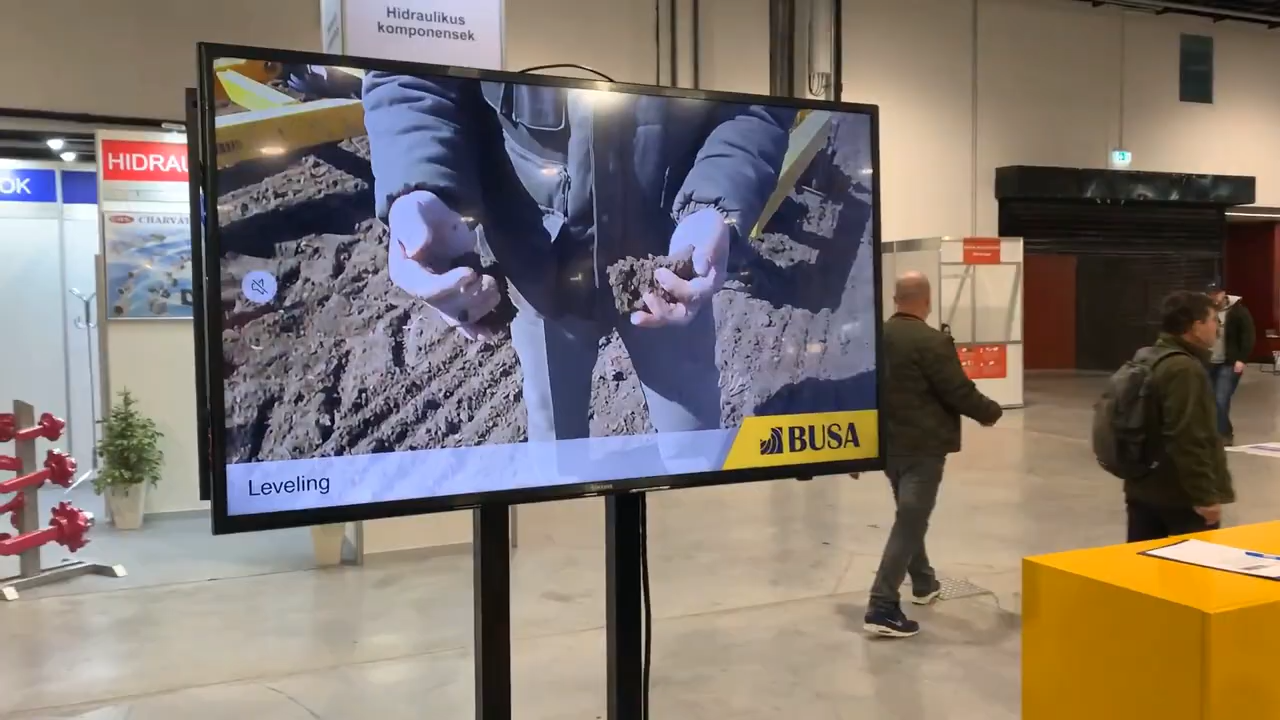 Hidraulikus
komponensek
HIDRAU
OK
CHARVÁT
Leveling
BUSA